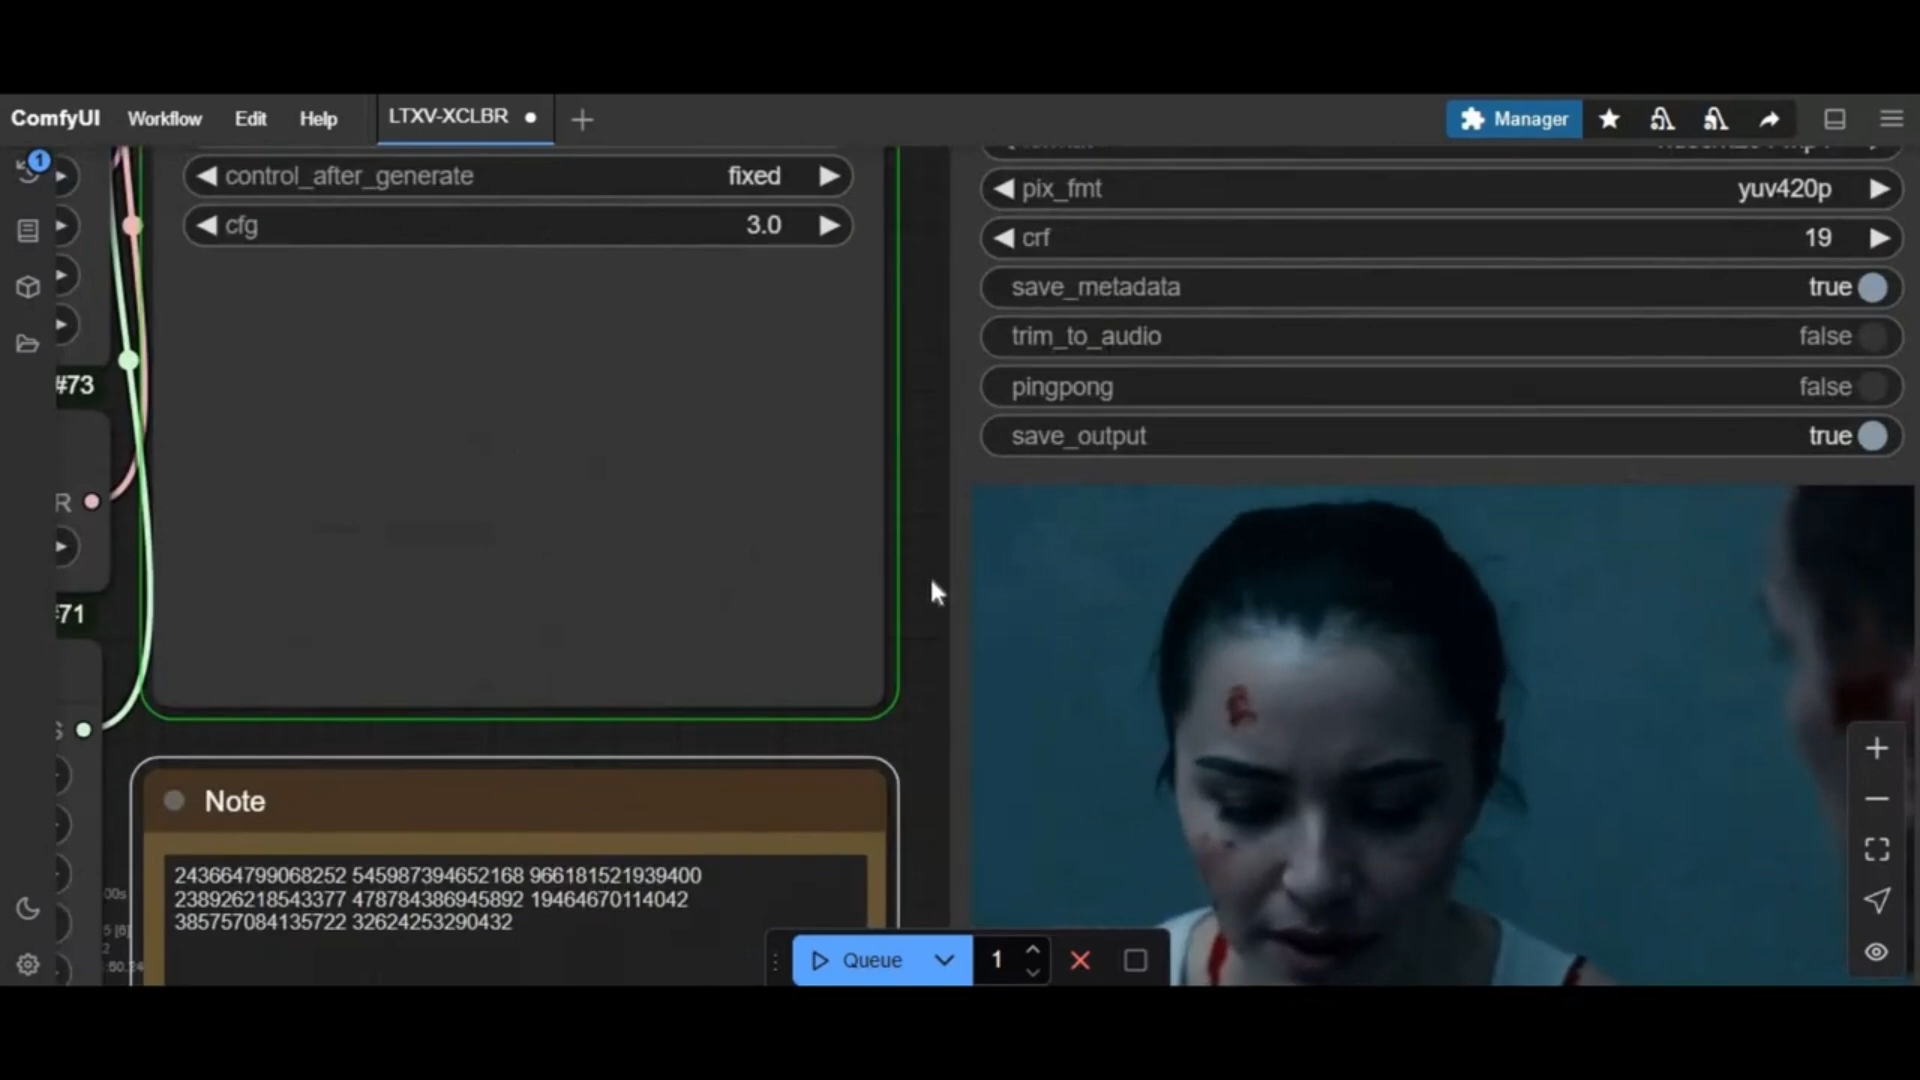 ComfyUI Workflow Edit Help LTXV-XCLBR Manager
1
control_after_generate fixed
cfg 3.0
pix_fmt yuv420p
crf 19
save_metadata true
trim_to_audio false
pingpong false
save_output true
#73
R
#71
Note
243664799068252 545987394652168 966181521939400
238926218543377 478784386945892 19464670114042
385757084135722 32624253290432
Queue 1